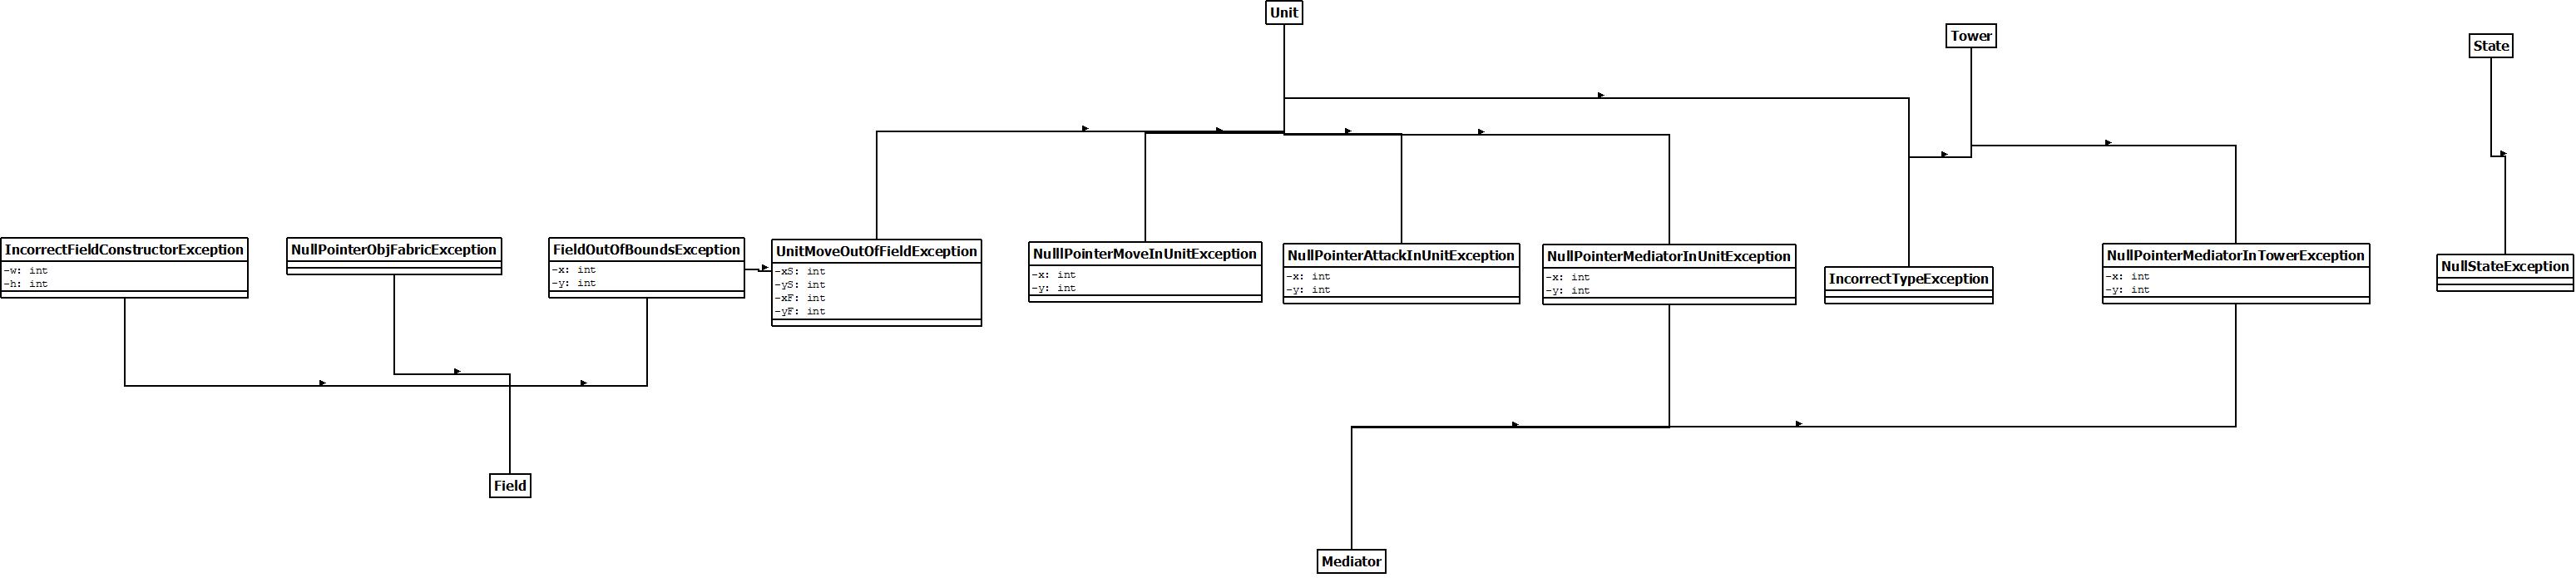 Unit
Tower
State
IncorrectFieldConstructorException
-w: int
-h: int
NullPointerObjFabricException
FieldOutOfBoundsException
-x: int
-y: int
UnitMoveOutOfFieldException
-xS: int
-yS: int
-xF: int
-yF: int
NulllPointerMoveInUnitException
-x: int
-y: int
NullPointerAttackInUnitException
-x: int
-y: int
NullPointerMediatorInUnitException
-x: int
-y: int
IncorrectTypeException
NullPointerMediatorInTowerException
-x: int
-y: int
NullStateException
Field
Mediator